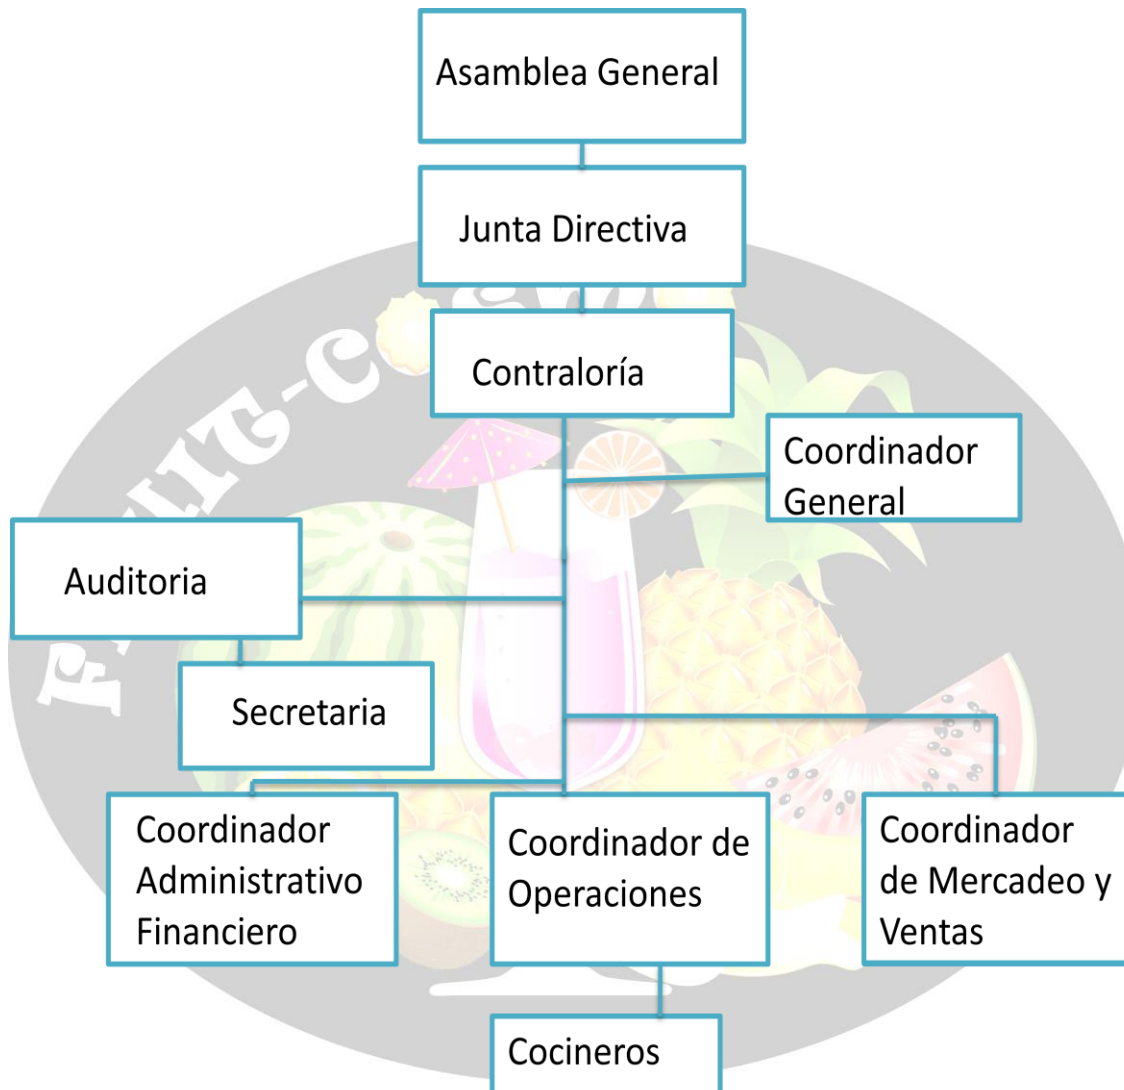 Asamblea General
Junta Directiva
Contraloría
Coordinador
General
Auditoria
Secretaria
Coordinador
Administrativo
Financiero
Coordinador de
Operaciones
Coordinador
de Mercadeo y
Ventas
Cocineros